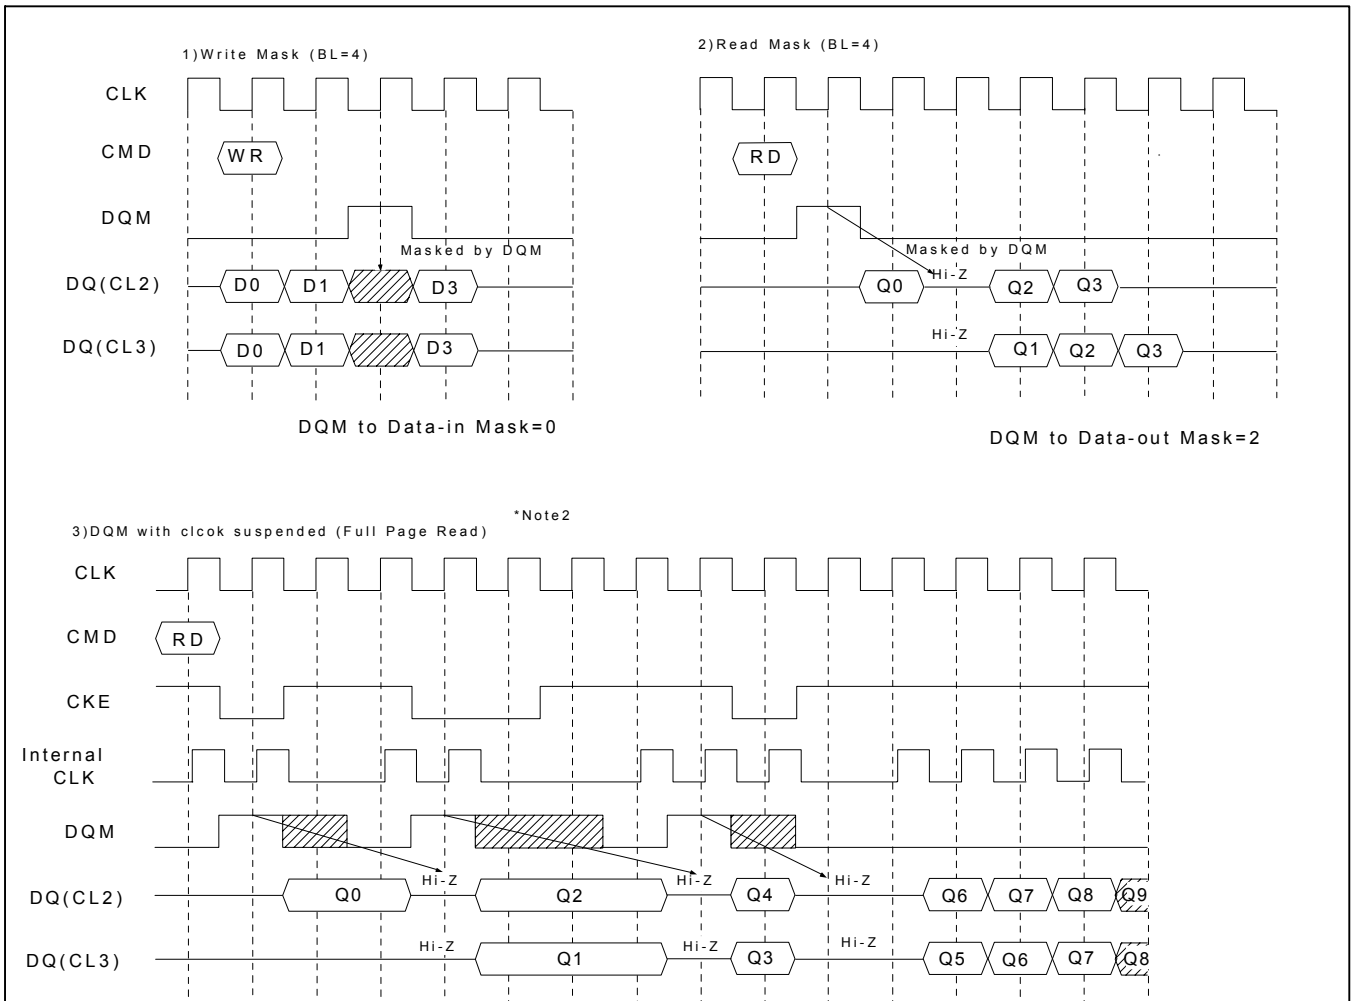 1)Write Mask (BL=4)
CLK
CMD
WR
DQM
Masked by DQM
DQ(CL2)
D0 D1 D3
DQ(CL3)
D0 D1 D3
DQM to Data-in Mask=0
2)Read Mask (BL=4)
RD
Masked by DQM
Hi-Z
Q0 Q2 Q3
Hi-Z
Q1 Q2 Q3
DQM to Data-out Mask=2
*Note2
3)DQM with clcok suspended (Full Page Read)
CLK
CMD
RD
CKE
Internal
CLK
DQM
Hi-Z Hi-Z Hi-Z
DQ(CL2)
Q0 Q2 Q4 Q6 Q7 Q8 Q9
Hi-Z Hi-Z Hi-Z
DQ(CL3)
Q1 Q3 Q5 Q6 Q7 Q8